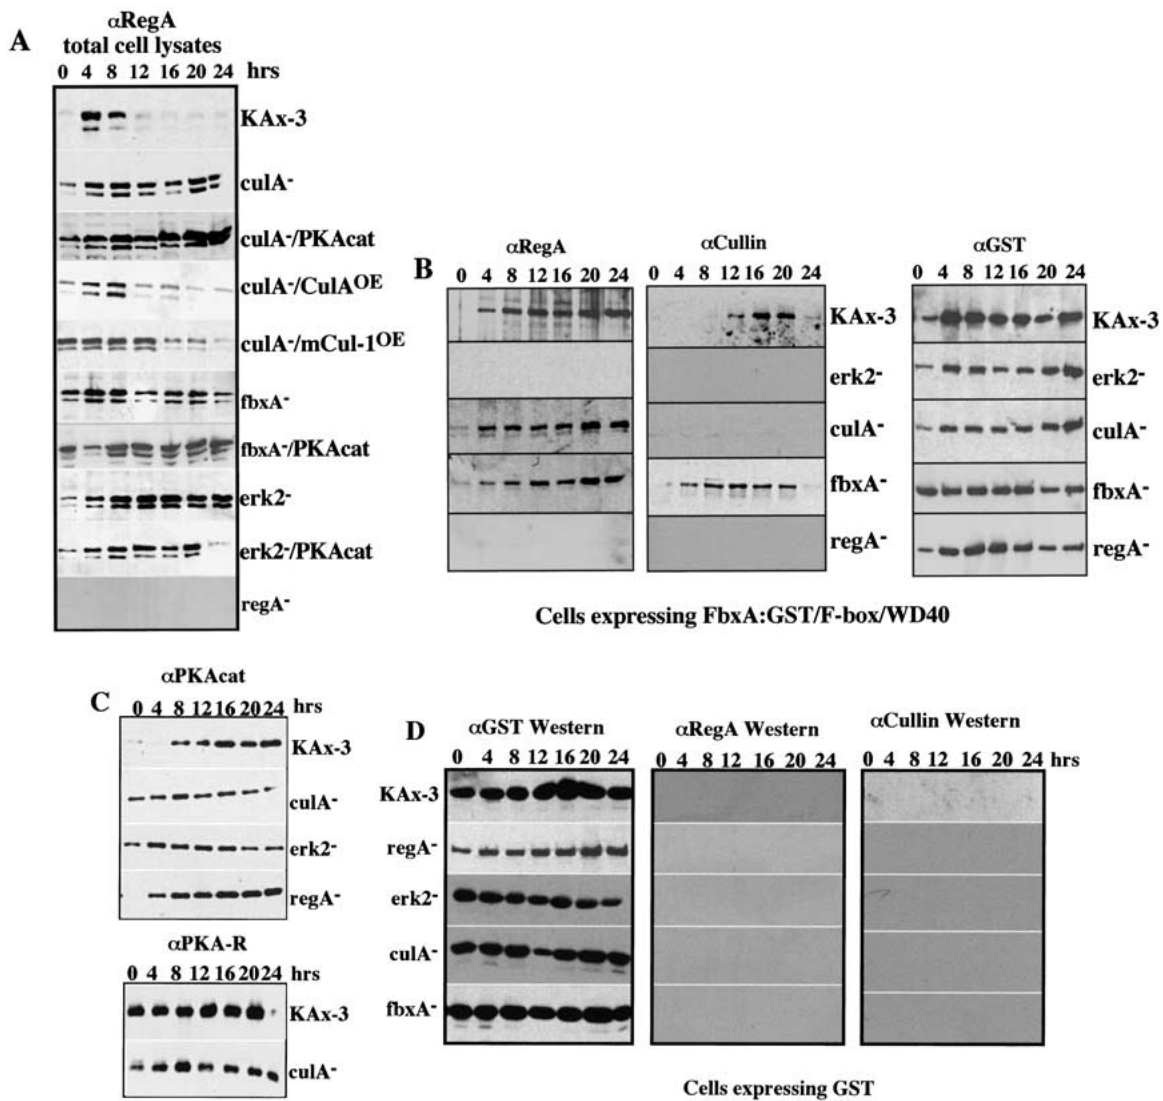 A
αRegA
total cell lysates
0 4 8 12 16 20 24 hrs
KAx-3
culA-
culA-/PKAcat
culA-/CulAOE
culA-/mCul-1OE
fbxA-
fbxA-/PKAcat
erk2-
erk2-/PKAcat
regA-
B
αRegA αCullin αGST
0 4 8 12 16 20 24 0 4 8 12 16 20 24 0 4 8 12 16 20 24
KAx-3 KAx-3
erk2- erk2-
culA- culA-
fbxA- fbxA-
regA- regA-
Cells expressing FbxA:GST/F-box/WD40
C
αPKAcat
0 4 8 12 16 20 24 hrs
KAx-3
culA-
erk2-
regA-
αPKA-R
0 4 8 12 16 20 24 hrs
KAx-3
culA-
D
αGST Western αRegA Western αCullin Western
0 4 8 12 16 20 24 0 4 8 12 16 20 24 0 4 8 12 16 20 24 hrs
KAx-3
regA-
erk2-
culA-
fbxA-
Cells expressing GST